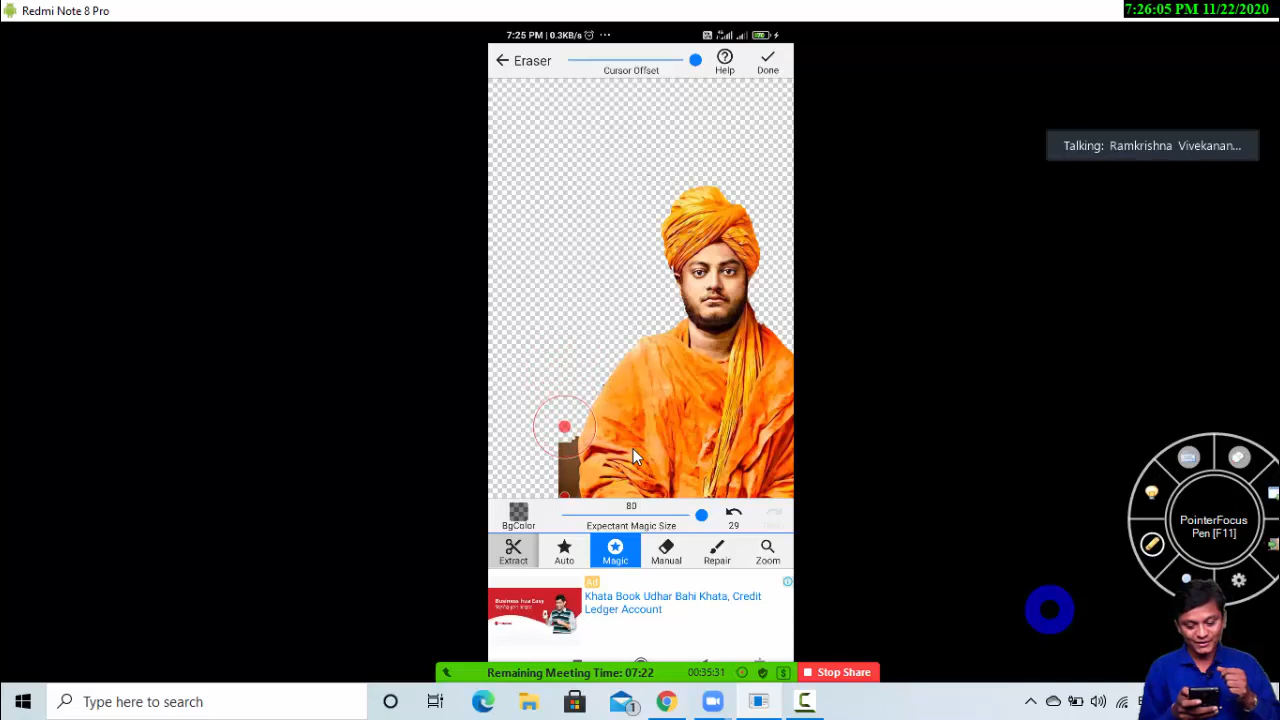 Redmi Note 8 Pro
7:26:05 PM 11/22/2020
7:25 PM | 0.3KB/s
Eraser
Cursor Offset
Help
Done
Talking: Ramkrishna Vivekanan...
80
BgColor
Expectant Magic Size
29
Extract
Auto
Magic
Manual
Repair
Zoom
Ad
Khata Book Udhar Bahi Khata, Credit
Ledger Account
PointerFocus
Pen [F11]
Remaining Meeting Time: 07:22
00:35:31
Stop Share
Type here to search
1